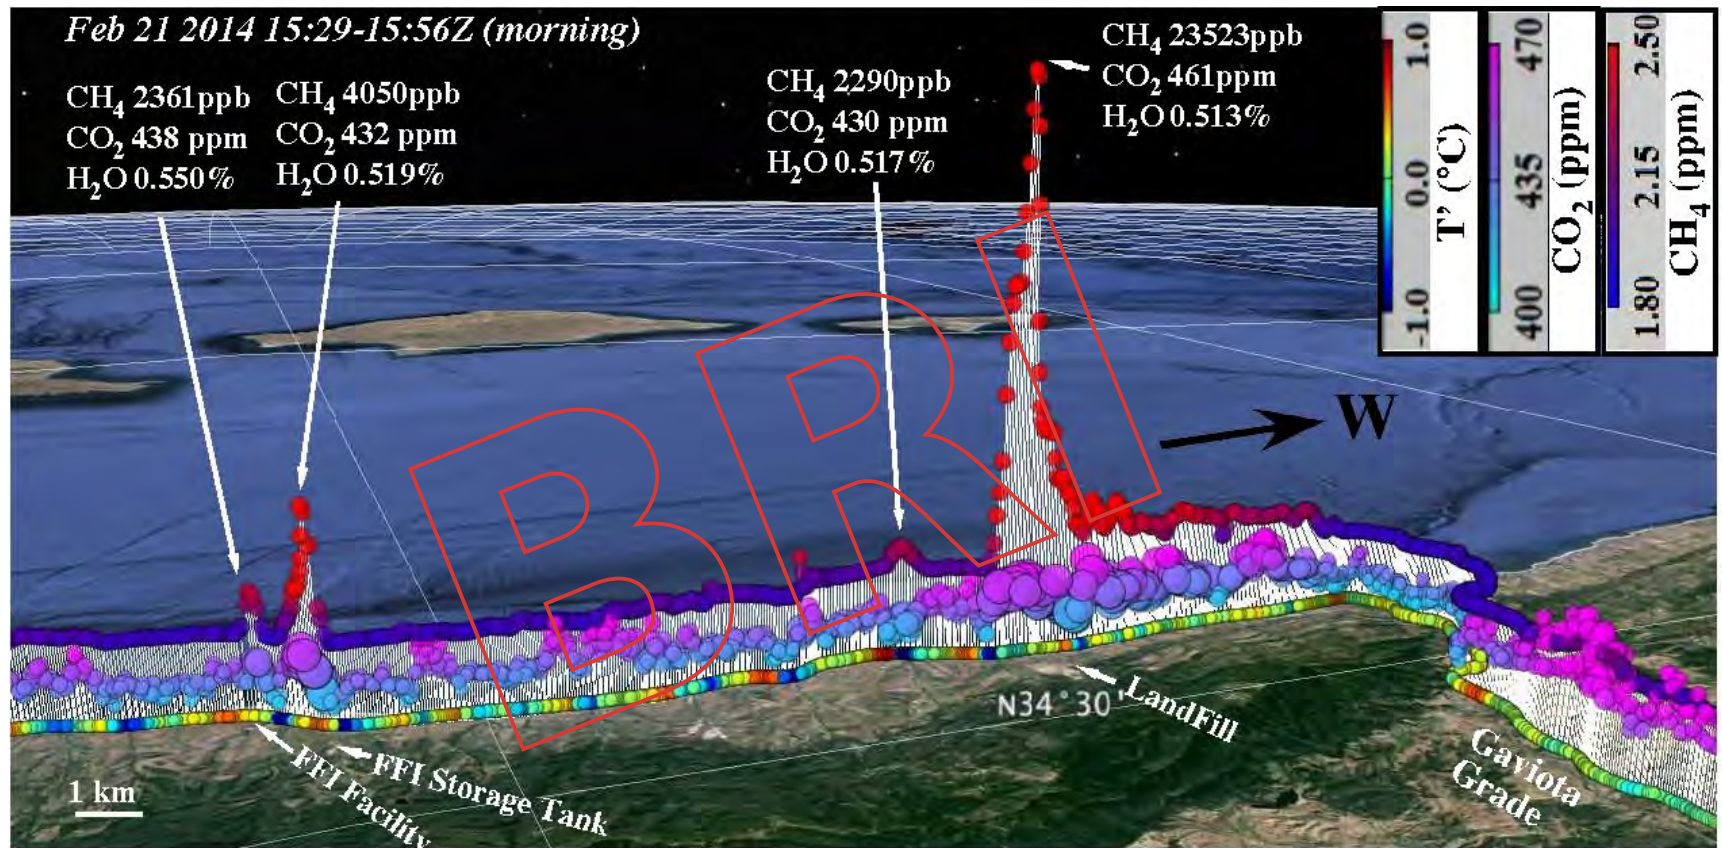 Feb 21 2014 15:29-15:56Z (morning)
CH₄ 2361ppb
CO₂ 438 ppm
H₂O 0.550%
CH₄ 4050ppb
CO₂ 432 ppm
H₂O 0.519%
CH₄ 2290ppb
CO₂ 430 ppm
H₂O 0.517%
CH₄ 23523ppb
CO₂ 461ppm
H₂O 0.513%
-1.0 0.0 1.0
T' (°C)
400 435 470
CO₂ (ppm)
1.80 2.15 2.50
CH₄ (ppm)
W
BRI
N34°30'
LandFill
Gaviota
Grade
FFI Storage Tank
FFI Facility
1 km